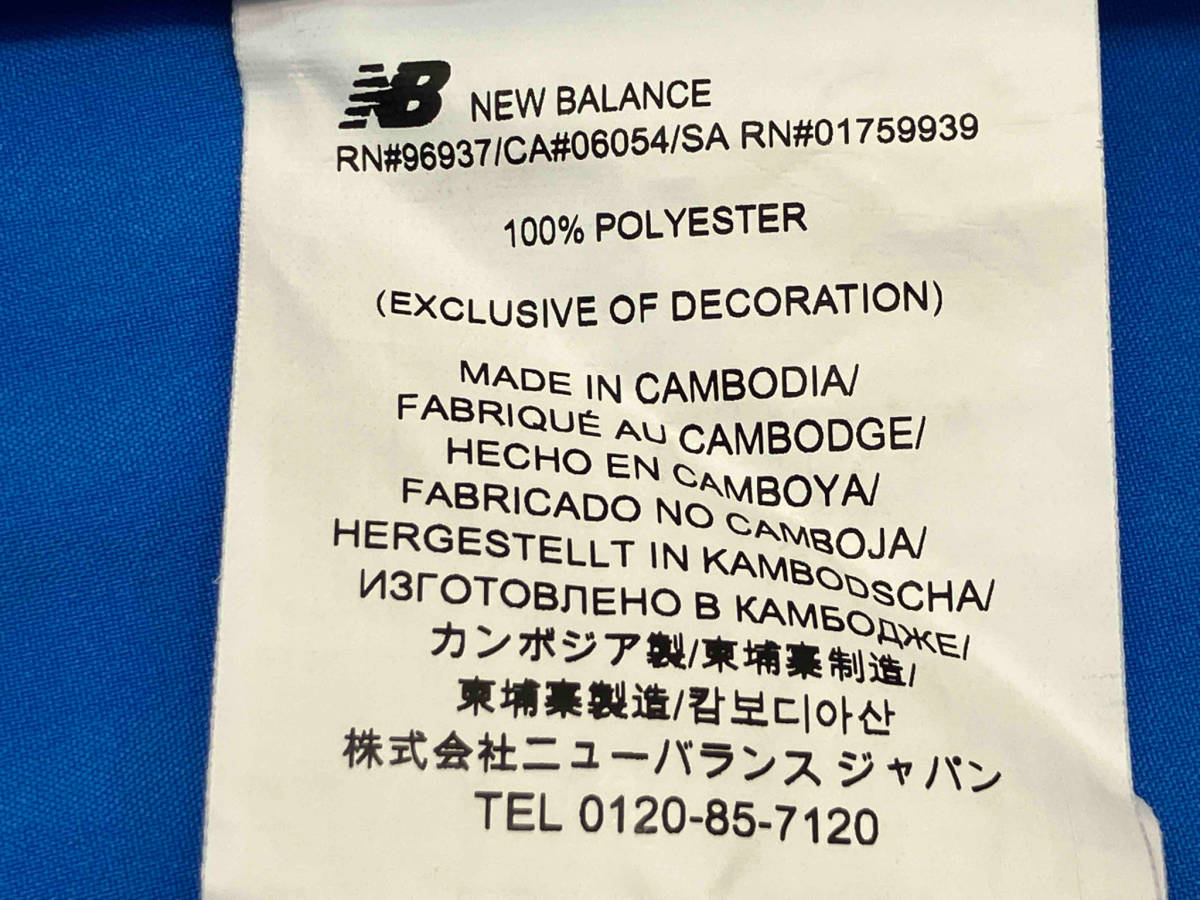 NB NEW BALANCE
RN#96937/CA#06054/SA RN#01759939
100% POLYESTER
(EXCLUSIVE OF DECORATION)
MADE IN CAMBODIA/
FABRIQUÉ AU CAMBODGE/
HECHO EN CAMBOYA/
FABRICADO NO CAMBOJA/
HERGESTELLT IN KAMBODSCHA/
ИЗГОТОВЛЕНО В КАМБОДЖЕ/
カンボジア製/柬埔寨制造/
柬埔寨製造/캄보디아산
株式会社ニューバランス ジャパン
TEL 0120-85-7120